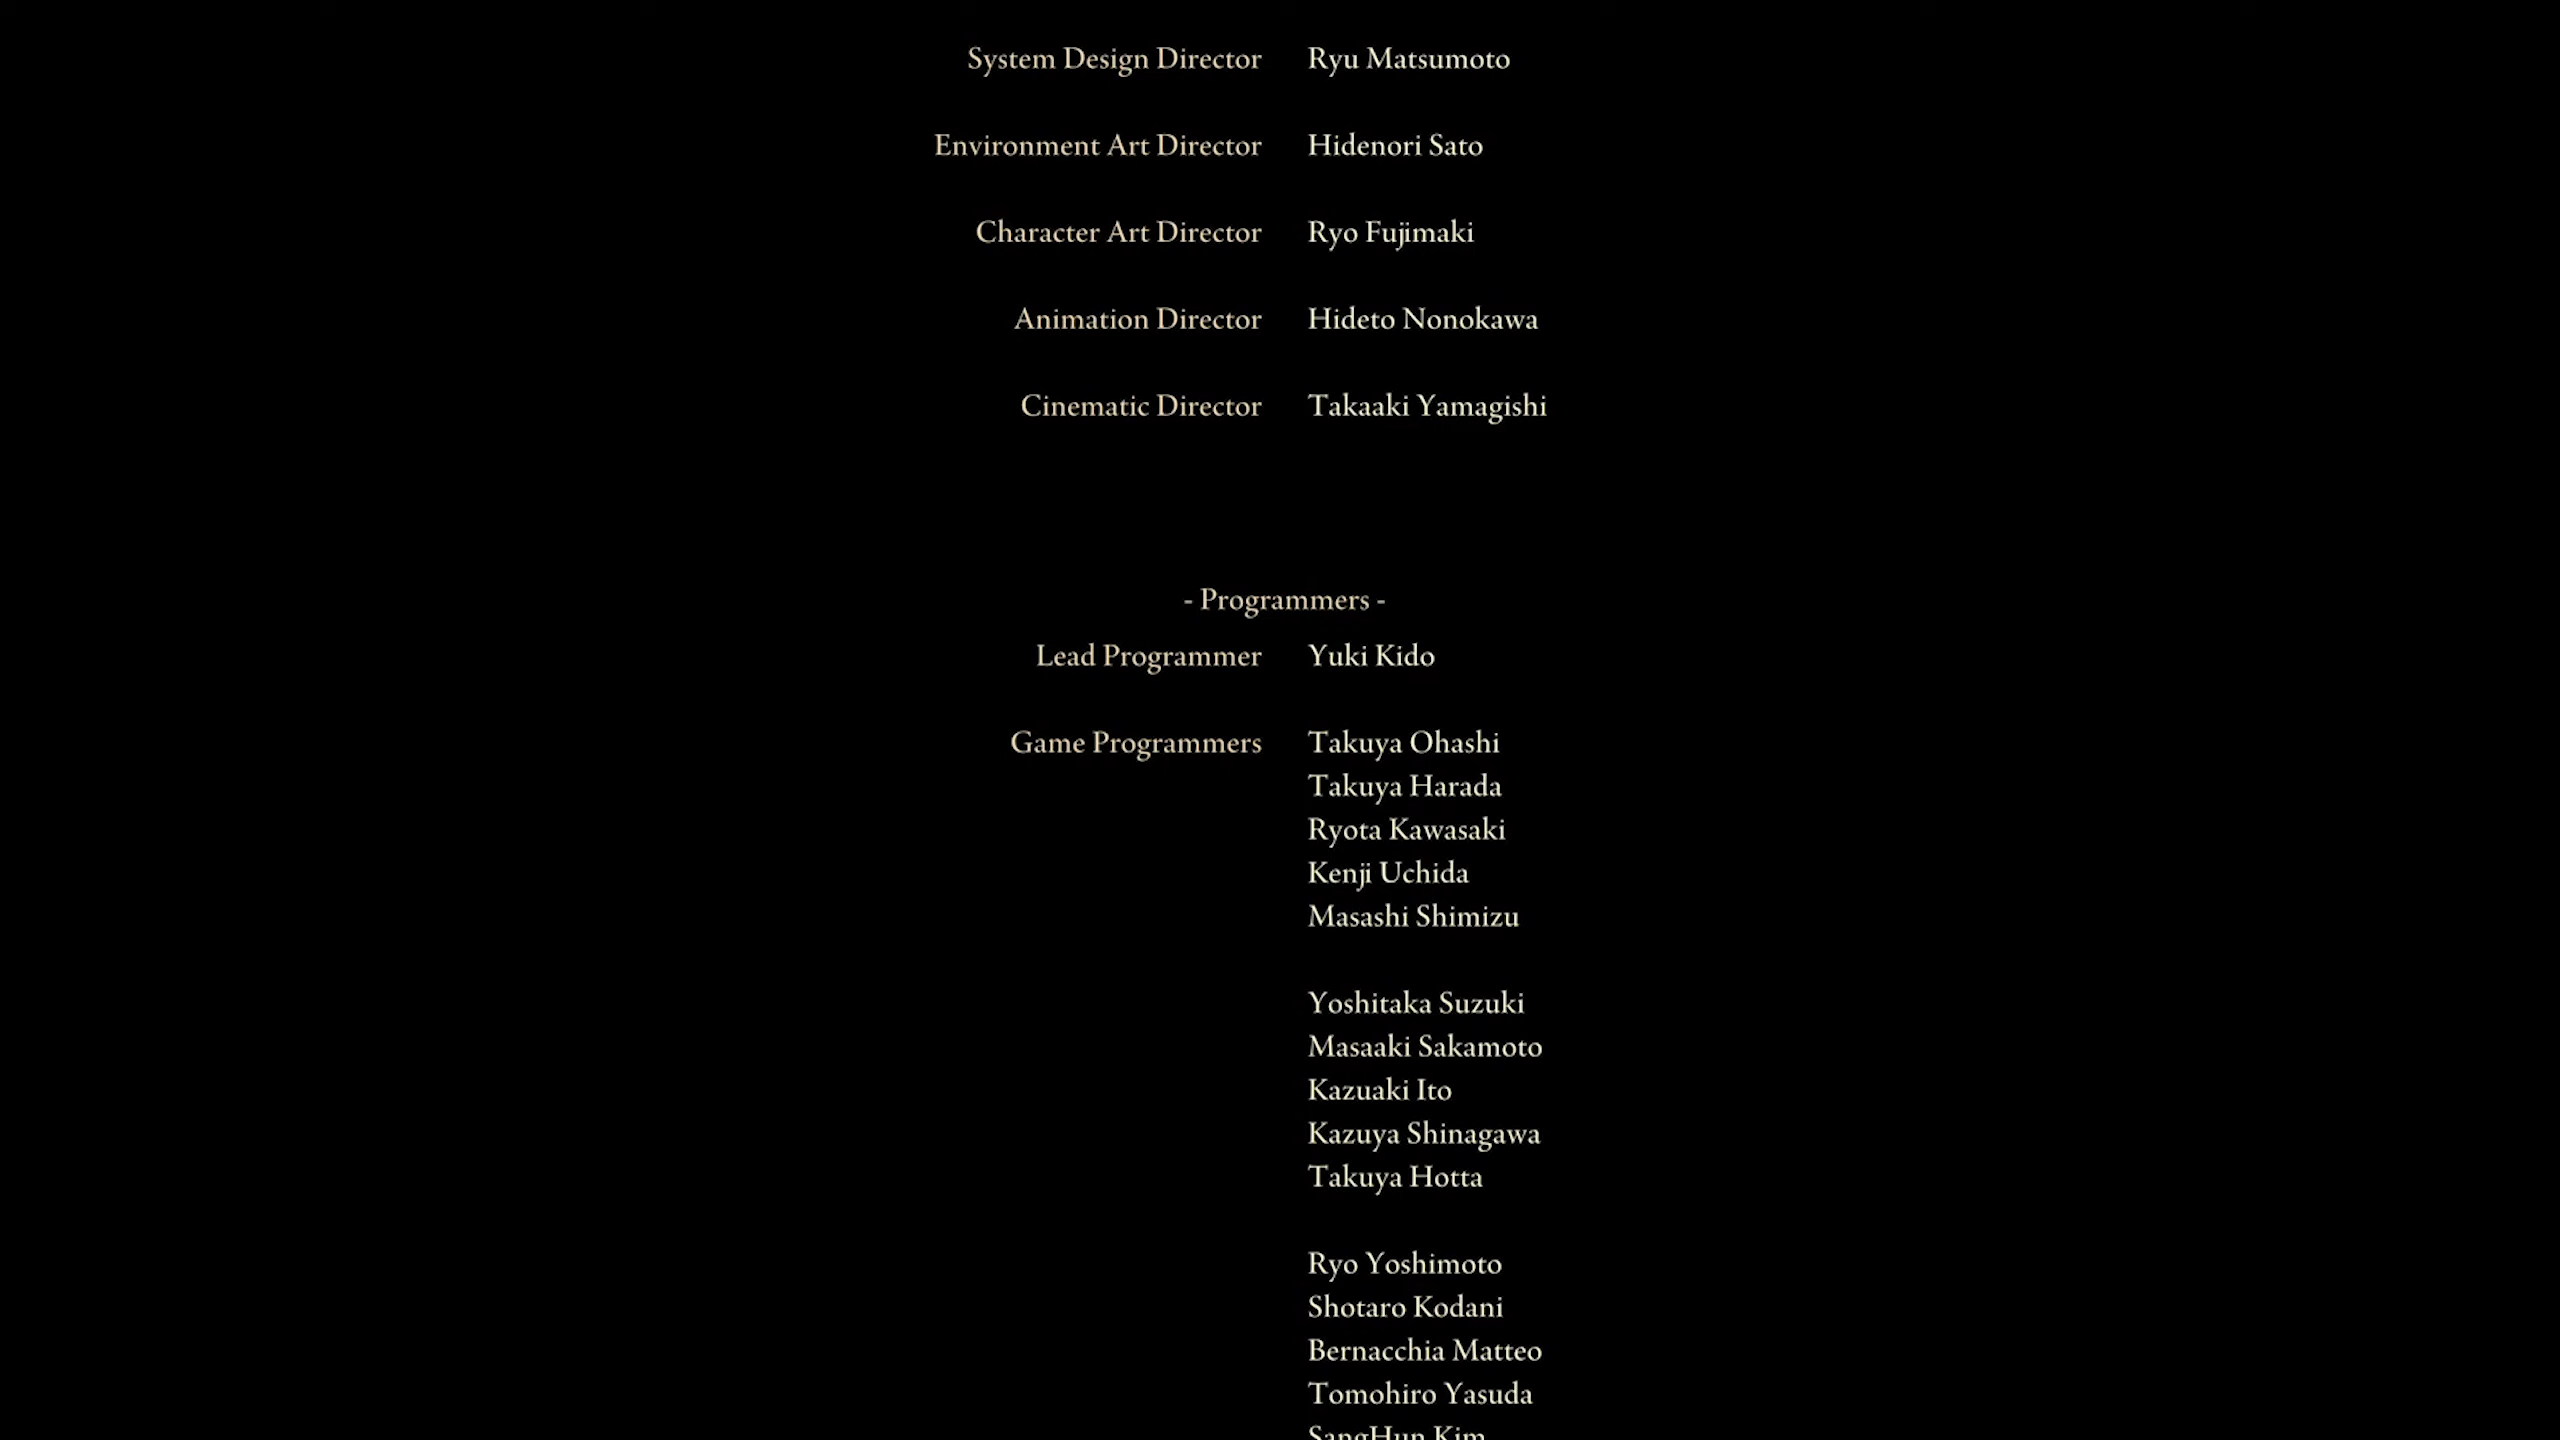 System Design Director Ryu Matsumoto
Environment Art Director Hidenori Sato
Character Art Director Ryo Fujimaki
Animation Director Hideto Nonokawa
Cinematic Director Takaaki Yamagishi
- Programmers -
Lead Programmer Yuki Kido
Game Programmers Takuya Ohashi
Takuya Harada
Ryota Kawasaki
Kenji Uchida
Masashi Shimizu
Yoshitaka Suzuki
Masaaki Sakamoto
Kazuaki Ito
Kazuya Shinagawa
Takuya Hotta
Ryo Yoshimoto
Shotaro Kodani
Bernacchia Matteo
Tomohiro Yasuda
SangHun Kim